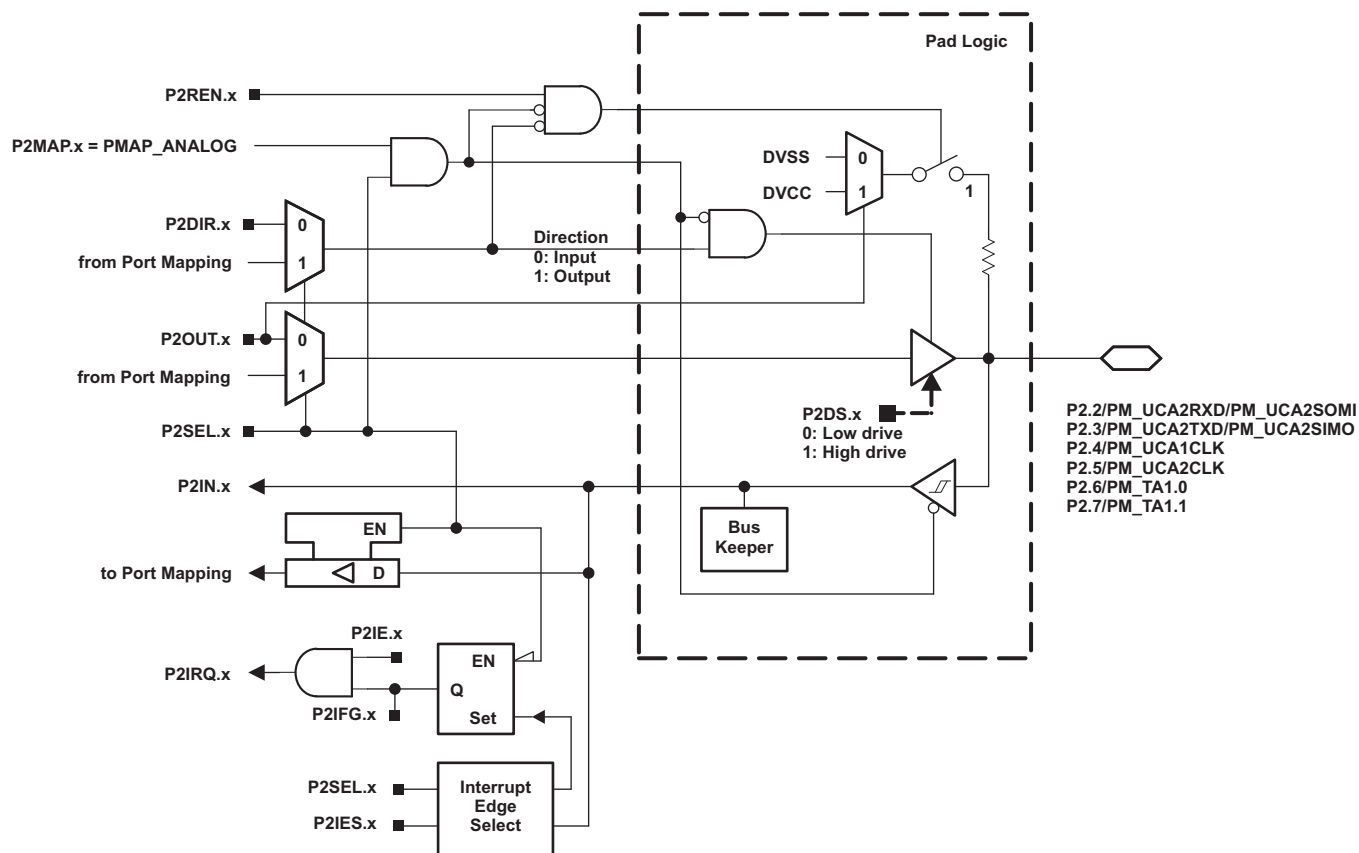 Pad Logic
P2REN.x
P2MAP.x = PMAP_ANALOG
DVSS
0
DVCC
1
1
P2DIR.x
0
from Port Mapping
1
Direction
0: Input
1: Output
P2OUT.x
0
from Port Mapping
1
P2SEL.x
P2DS.x
0: Low drive
1: High drive
P2.2/PM_UCA2RXD/PM_UCA2SOMI
P2.3/PM_UCA2TXD/PM_UCA2SIMO
P2.4/PM_UCA1CLK
P2.5/PM_UCA2CLK
P2.6/PM_TA1.0
P2.7/PM_TA1.1
P2IN.x
Bus
Keeper
EN
to Port Mapping
D
P2IE.x
P2IRQ.x
EN
Q
P2IFG.x
Set
P2SEL.x
P2IES.x
Interrupt
Edge
Select